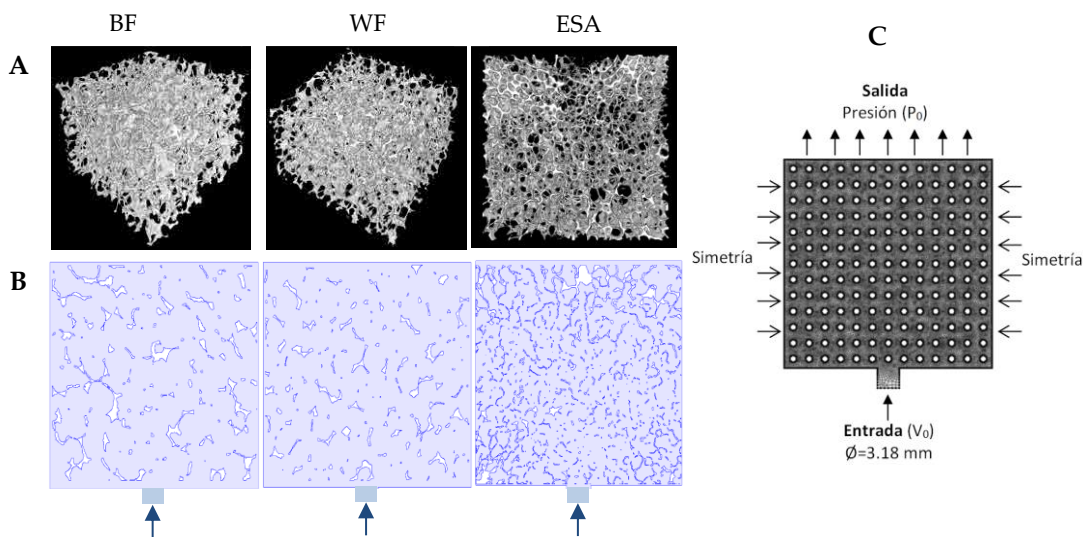 BF
WF
ESA
A
B
C
Salida
Presión (P₀)
Simetría
Simetría
Entrada (V₀)
Ø=3.18 mm